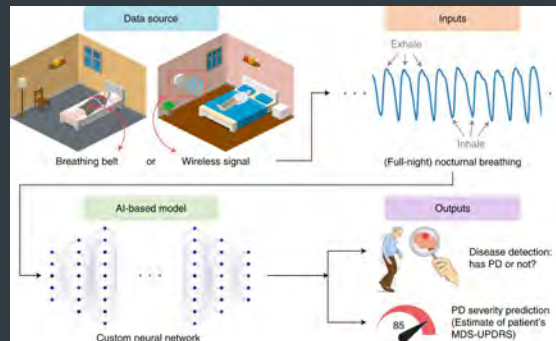 Data source
Inputs
Exhale
Inhale
Breathing belt
or
Wireless signal
(Full-night) nocturnal breathing
AI-based model
Outputs
Disease detection:
has PD or not?
PD severity prediction
(Estimate of patient's
MDS-UPDRS)
85
Custom neural network